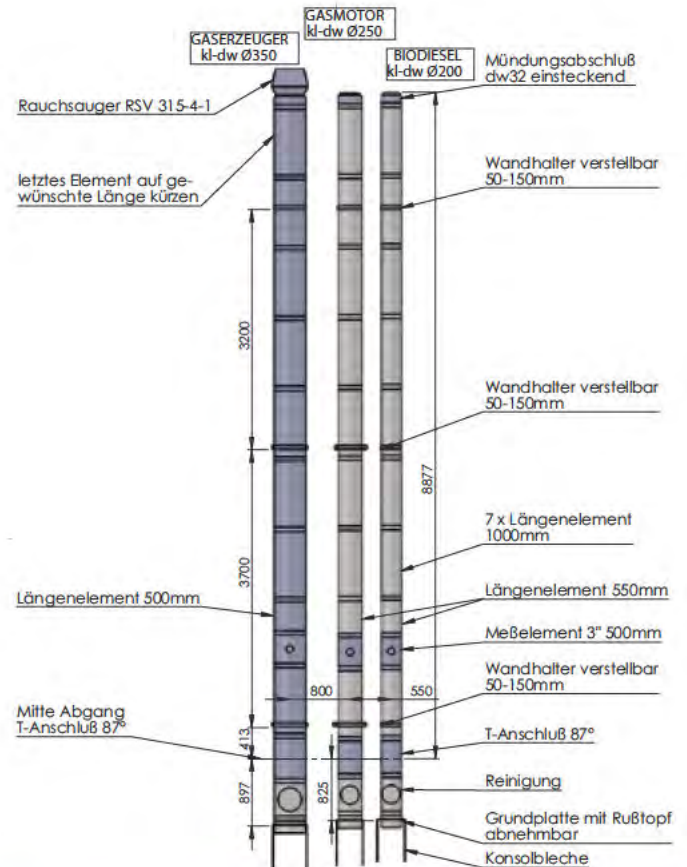 GASMOTOR
kl-dw Ø250
GASERZEUGER
kl-dw Ø350
BIODIESEL
kl-dw Ø200
Mündungsabschluß
dw32 einsteckend
Rauchsauger RSV 315-4-1
letztes Element auf ge-
wünschte Länge kürzen
Wandhalter verstellbar
50-150mm
3200
Wandhalter verstellbar
50-150mm
8877
7 x Längenelement
1000mm
3700
Längenelement 500mm
Längenelement 550mm
Meßelement 3" 500mm
Wandhalter verstellbar
50-150mm
800
550
Mitte Abgang
T-Anschluß 87°
413
T-Anschluß 87°
897
825
Reinigung
Grundplatte mit Rußtopf
abnehmbar
Konsolbleche